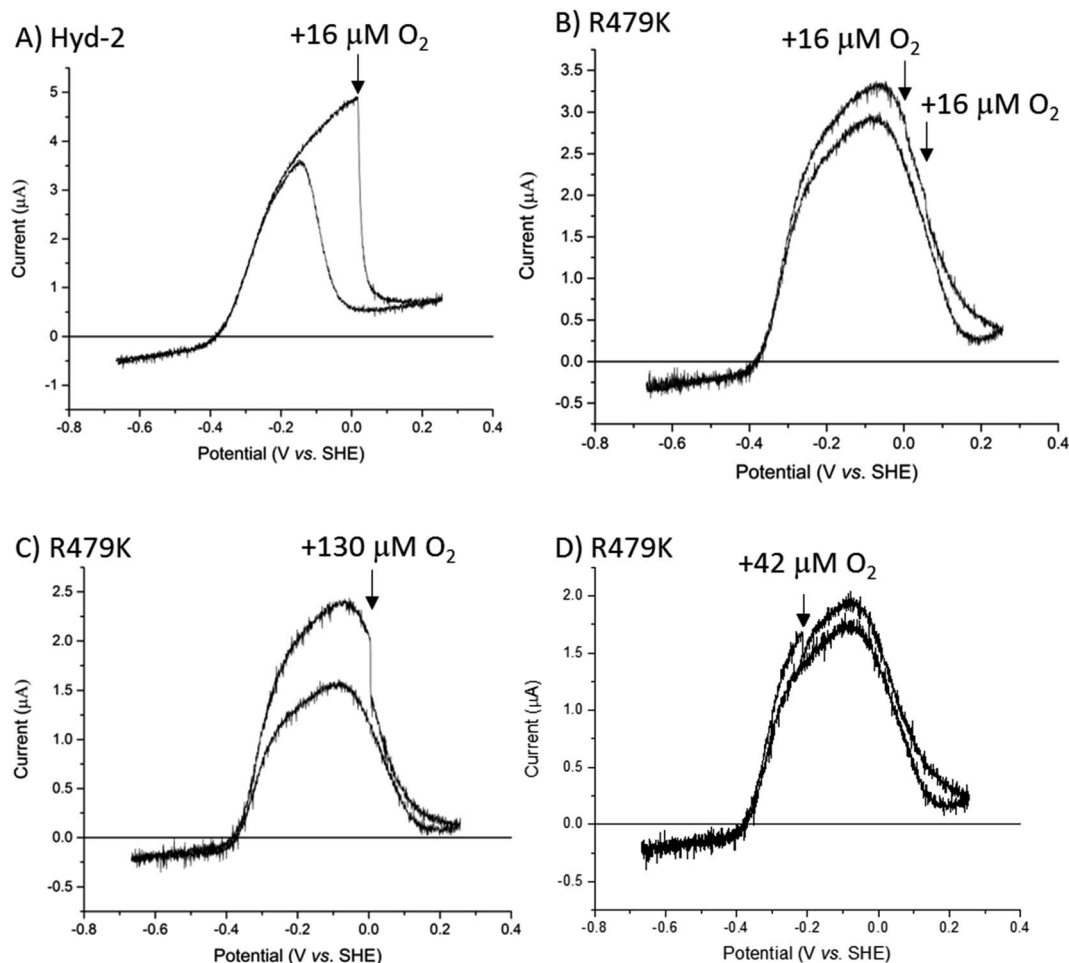 A) Hyd-2
+16 μM O2
5
4
3
2
1
0
-1
Current (μA)
-0.8 -0.6 -0.4 -0.2 0.0 0.2 0.4
Potential (V vs. SHE)
B) R479K
+16 μM O2
+16 μM O2
3.5
3.0
2.5
2.0
1.5
1.0
0.5
0.0
-0.5
Current (μA)
-0.8 -0.6 -0.4 -0.2 0.0 0.2 0.4
Potential (V vs. SHE)
C) R479K
+130 μM O2
2.5
2.0
1.5
1.0
0.5
0.0
-0.5
Current (μA)
-0.8 -0.6 -0.4 -0.2 0.0 0.2 0.4
Potential (V vs. SHE)
D) R479K
+42 μM O2
2.0
1.5
1.0
0.5
0.0
-0.5
Current (μA)
-0.8 -0.6 -0.4 -0.2 0.0 0.2 0.4
Potential (V vs. SHE)